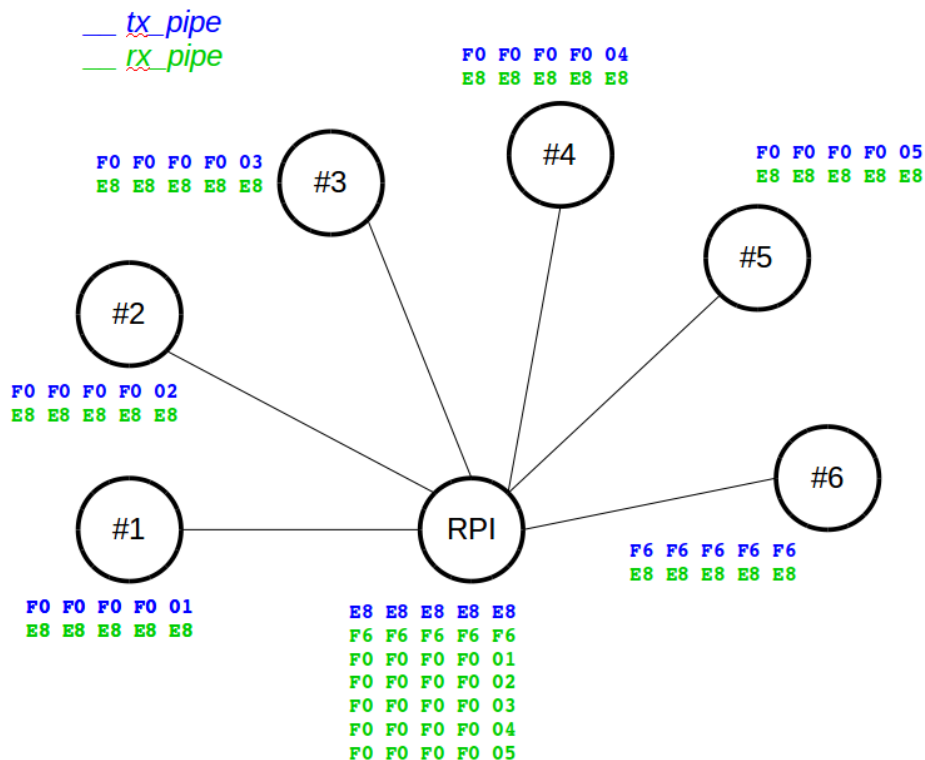 __ tx_pipe
__ rx_pipe
F0 F0 F0 F0 04
E8 E8 E8 E8 E8
#4
F0 F0 F0 F0 03
E8 E8 E8 E8 E8
#3
F0 F0 F0 F0 05
E8 E8 E8 E8 E8
#5
#2
F0 F0 F0 F0 02
E8 E8 E8 E8 E8
#6
F6 F6 F6 F6 F6
E8 E8 E8 E8 E8
#1
F0 F0 F0 F0 01
E8 E8 E8 E8 E8
RPI
E8 E8 E8 E8 E8
F6 F6 F6 F6 F6
F0 F0 F0 F0 01
F0 F0 F0 F0 02
F0 F0 F0 F0 03
F0 F0 F0 F0 04
F0 F0 F0 F0 05